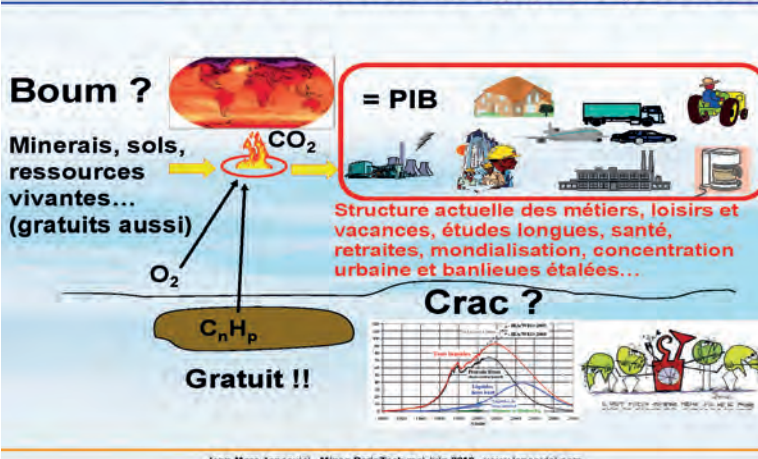 Boum ?
CO2
= PIB
Minerais, sols,
ressources
vivantes…
(gratuits aussi)
Structure actuelle des métiers, loisirs et
vacances, études longues, santé,
retraites, mondialisation, concentration
urbaine et banlieues étalées…
O2
Crac ?
CnHp
Gratuit !!